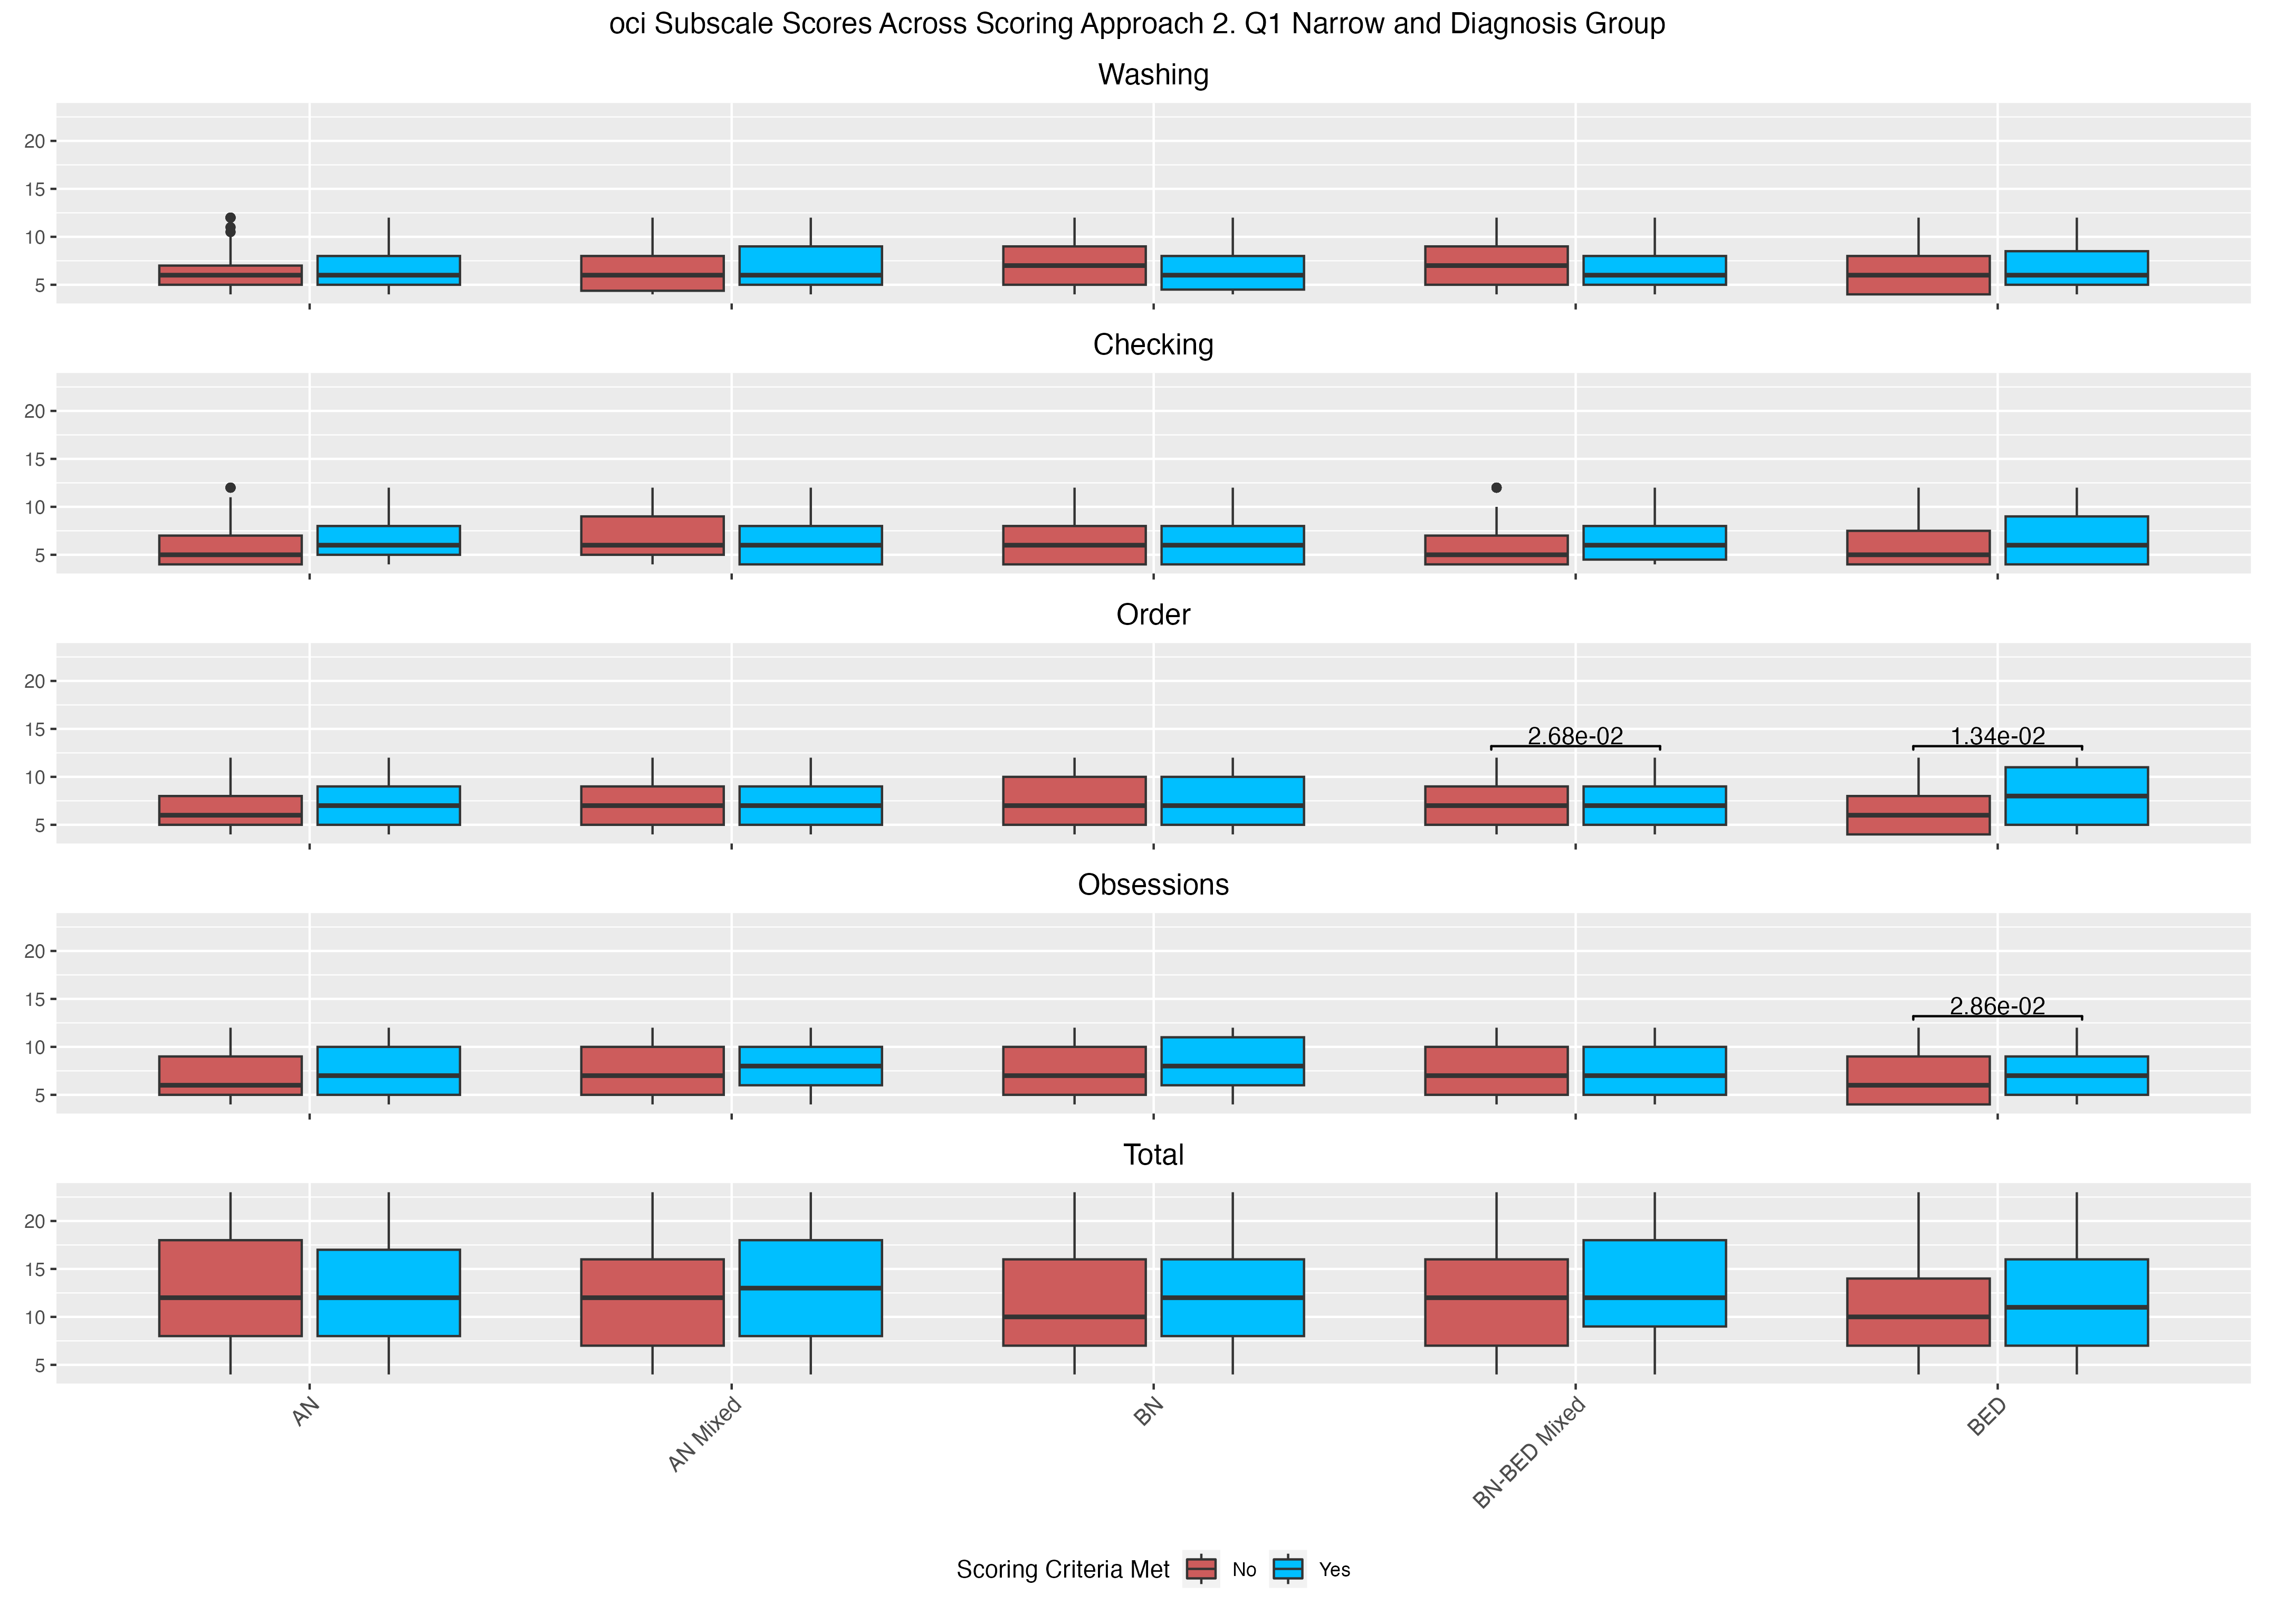 oci Subscale Scores Across Scoring Approach 2. Q1 Narrow and Diagnosis Group
Washing
20
15
10
5
Checking
20
15
10
5
Order
20
15
10
5
2.68e-02
1.34e-02
Obsessions
20
15
10
5
2.86e-02
Total
20
15
10
5
AN
AN Mixed
BN
BN-BED Mixed
BED
Scoring Criteria Met No Yes